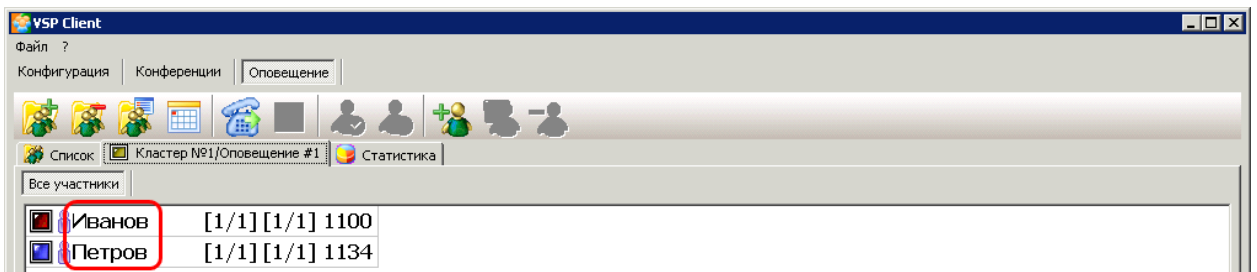 VSP Client
Файл ?
Конфигурация Конференции Оповещение
Список Кластер №1/Оповещение #1 Статистика
Все участники
Иванов [1/1] [1/1] 1100
Петров [1/1] [1/1] 1134